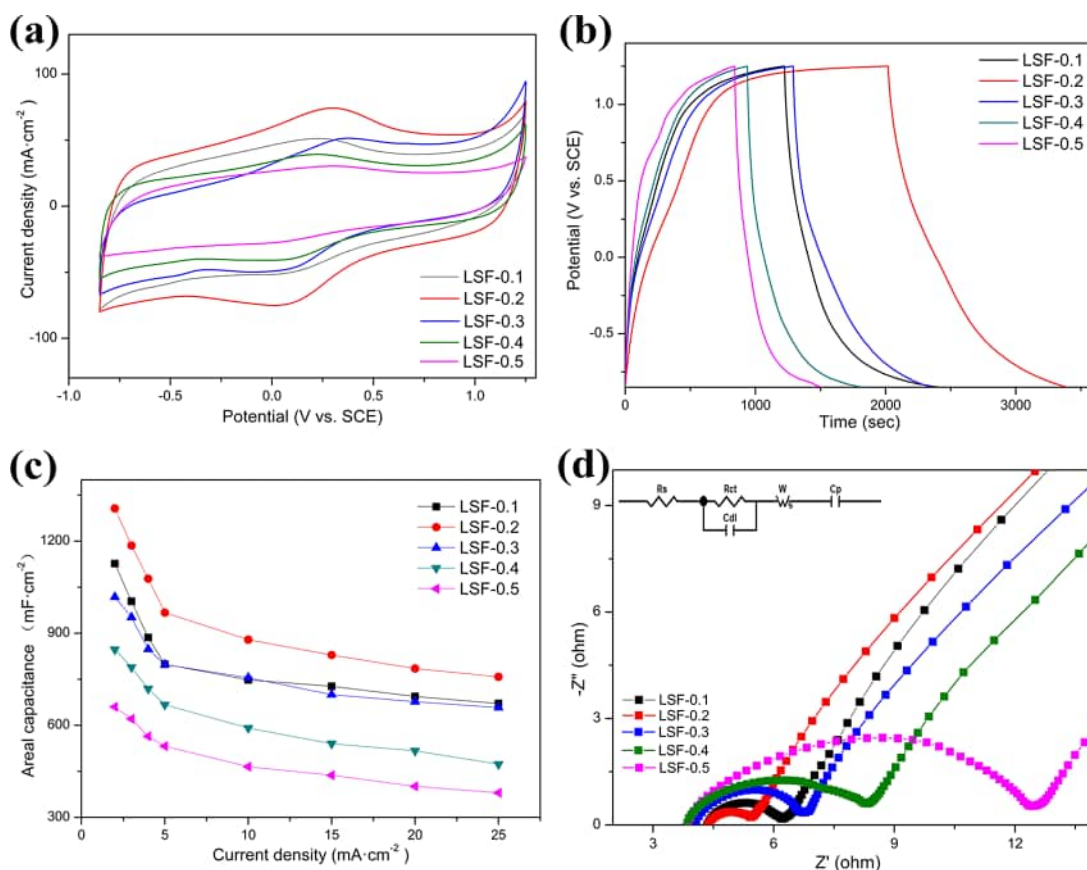 (a)
100
0
-100
-1.0
-0.5
0.0
0.5
1.0
Current density (mA·cm⁻²)
Potential (V vs. SCE)
LSF-0.1
LSF-0.2
LSF-0.3
LSF-0.4
LSF-0.5
(b)
1.0
0.5
0.0
-0.5
0
1000
2000
3000
Potential (V vs. SCE)
Time (sec)
LSF-0.1
LSF-0.2
LSF-0.3
LSF-0.4
LSF-0.5
(c)
1200
900
600
300
0
5
10
15
20
25
Areal capacitance (mF·cm⁻²)
Current density (mA·cm⁻²)
LSF-0.1
LSF-0.2
LSF-0.3
LSF-0.4
LSF-0.5
(d)
9
6
3
0
3
6
9
12
-Z" (ohm)
Z' (ohm)
Rs
Rct
W
s
Cp
Cdl
LSF-0.1
LSF-0.2
LSF-0.3
LSF-0.4
LSF-0.5